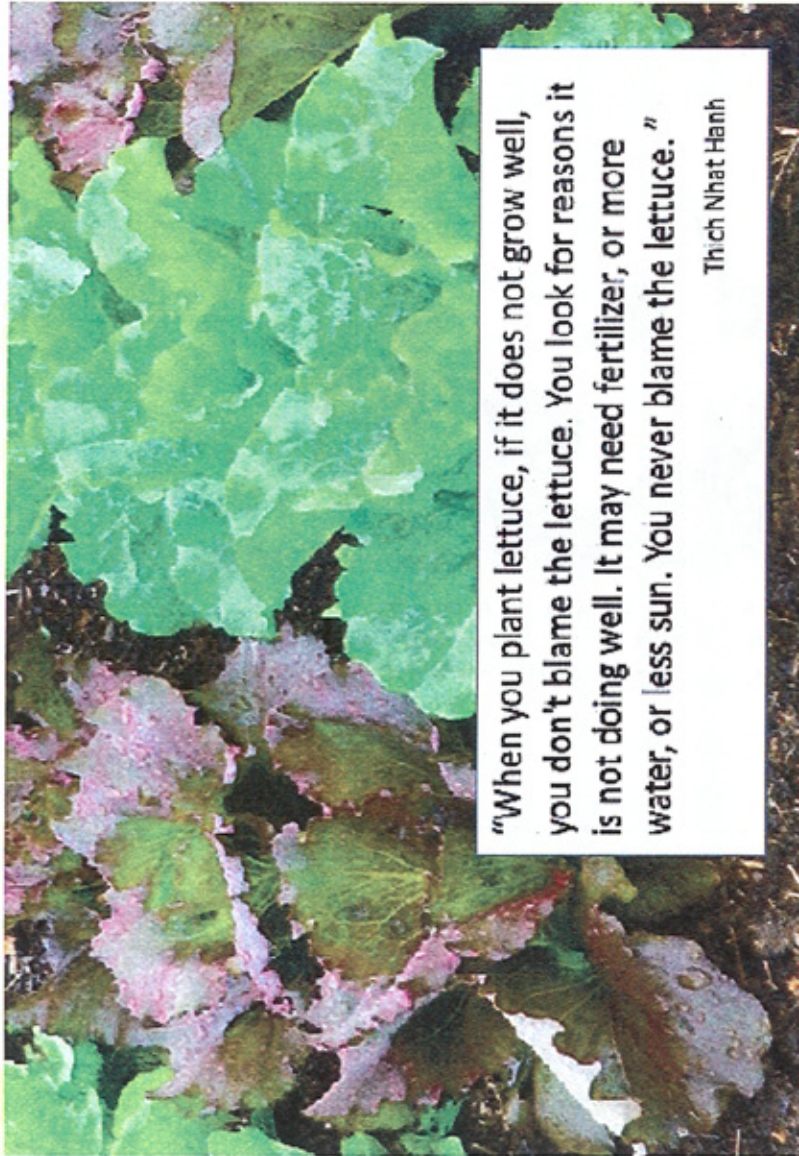 "When you plant lettuce, if it does not grow well,
you don't blame the lettuce. You look for reasons it
is not doing well. It may need fertilizer, or more
water, or less sun. You never blame the lettuce."
Thich Nhat Hanh